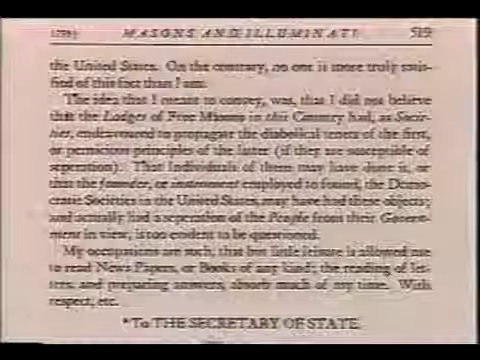 1798] MASONS AND ILLUMINATI 519
the United States. On the contrary, no one is more truly satis-
fied of this fact than I am.
The idea that I meant to convey, was, that I did not believe
that the Lodges of Free Masons in this Country had, as Socie-
ties, endeavoured to propagate the diabolical tenets of the first,
or pernicious principles of the latter (if they are susceptible of
seperation). That Individuals of them may have done it, or
that the founder, or instrument employed to found, the Demo-
cratic Societies in the United States, may have had these objects;
and actually had a seperation of the People from their Govern-
ment in view, is too evident to be questioned.
My occupations are such, that but little leisure is allowed me
to read News Papers, or Books of any kind; the reading of let-
ters, and preparing answers, absorb much of my time. With
respect, etc.
*To THE SECRETARY OF STATE.